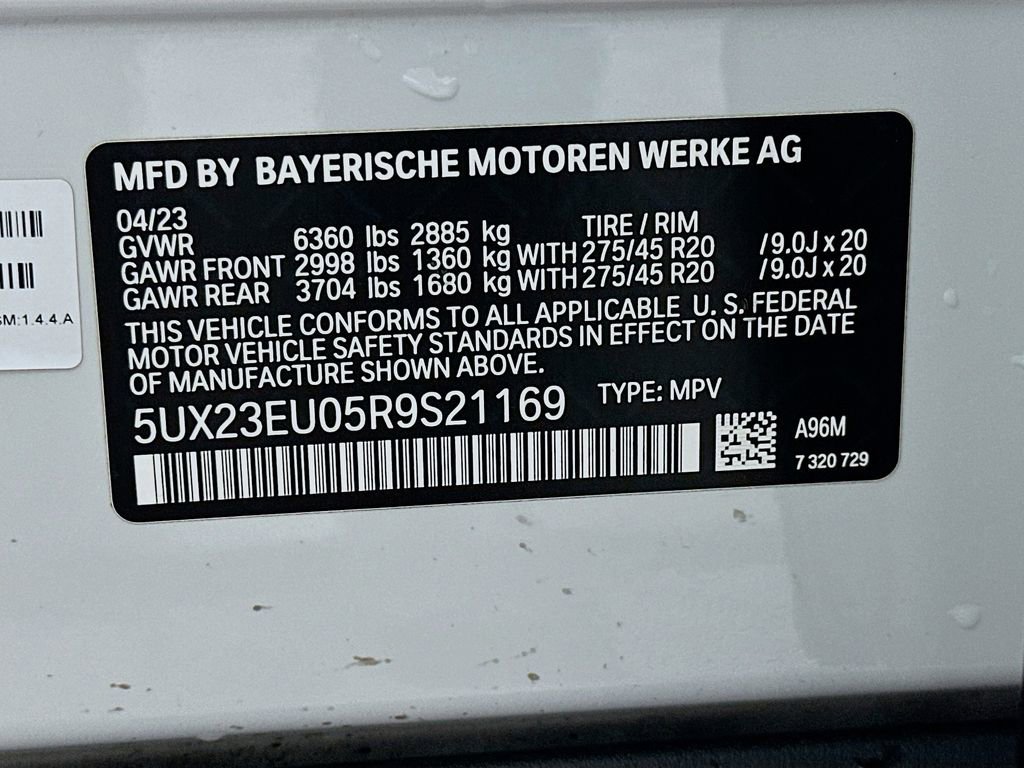 MFD BY BAYERISCHE MOTOREN WERKE AG
04/23 TIRE / RIM
GVWR 6360 lbs 2885 kg
GAWR FRONT 2998 lbs 1360 kg WITH 275/45 R20 /9.0J x 20
GAWR REAR 3704 lbs 1680 kg WITH 275/45 R20 /9.0J x 20
THIS VEHICLE CONFORMS TO ALL APPLICABLE U. S. FEDERAL
MOTOR VEHICLE SAFETY STANDARDS IN EFFECT ON THE DATE
OF MANUFACTURE SHOWN ABOVE.
5UX23EU05R9S21169 TYPE: MPV
A96M
7 320 729
:1.4.4.A